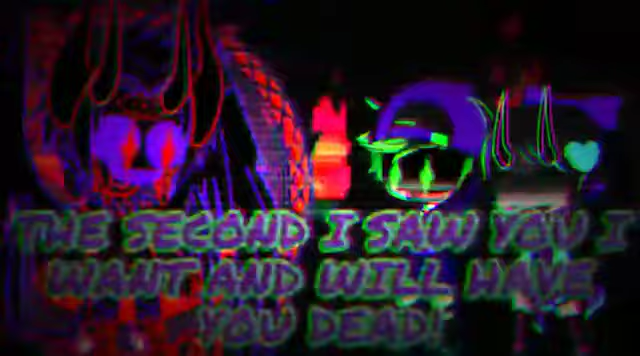 THE SECOND I SAW YOU I
WANT AND WILL HAVE
YOU DEAD!